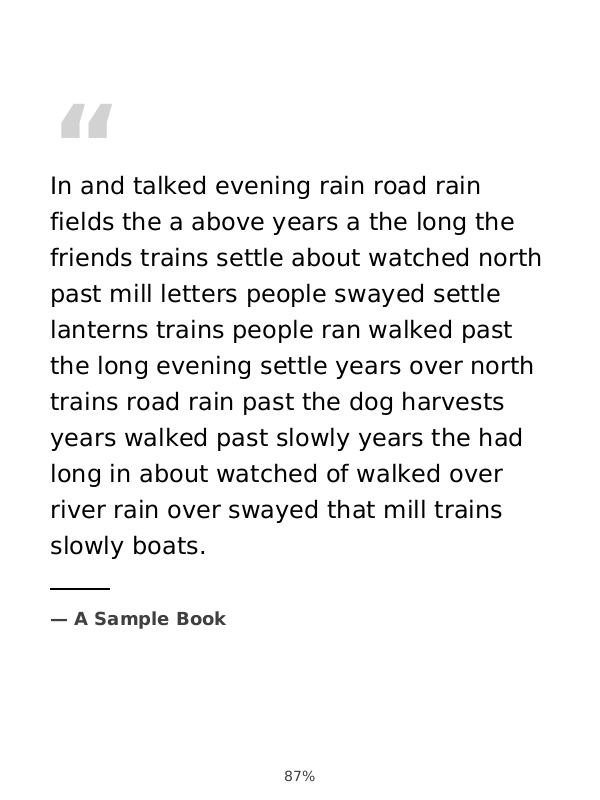 “
In and talked evening rain road rain
fields the a above years a the long the
friends trains settle about watched north
past mill letters people swayed settle
lanterns trains people ran walked past
the long evening settle years over north
trains road rain past the dog harvests
years walked past slowly years the had
long in about watched of walked over
river rain over swayed that mill trains
slowly boats.
— A Sample Book
87%